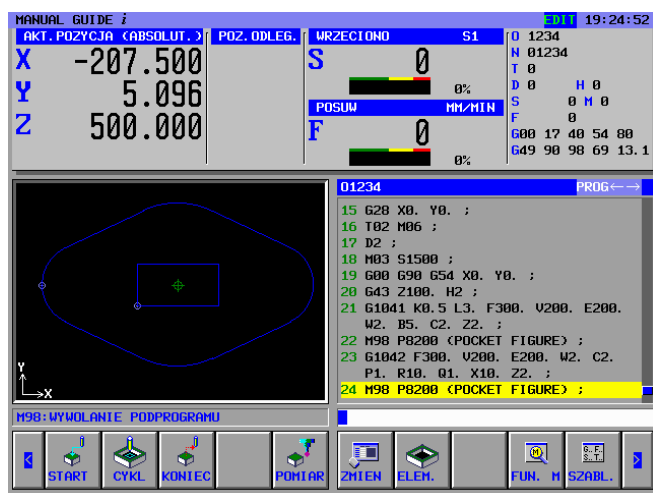 MANUAL GUIDE i EDIT 19:24:52
AKT.POZYCJA (ABSOLUT.) POZ.ODLEG.
X -207.500
Y 5.096
Z 500.000
WRZECIONO S1
S 0
0%
POSUW MM/MIN
F 0
0%
O 1234
N 01234
T 0
D 0 H 0
S 0 M 0
F 0
G00 17 40 54 80
G49 90 98 69 13.1
Y
X
O1234 PROG←→
15 G28 X0. Y0. ;
16 T02 M06 ;
17 D2 ;
18 M03 S1500 ;
19 G00 G90 G54 X0. Y0. ;
20 G43 Z100. H2 ;
21 G1041 K0.5 L3. F300. V200. E200.
W2. B5. C2. Z2. ;
22 M98 P8200 (POCKET FIGURE) ;
23 G1042 F300. V200. E200. W2. C2.
P1. R10. Q1. X10. Z2. ;
24 M98 P8200 (POCKET FIGURE) ;
M98:WYWOLANIE PODPROGRAMU
< START CYKL KONIEC POMIAR ZMIEN ELEM. FUN. M SZABL. >
G.. F..
S.. T..